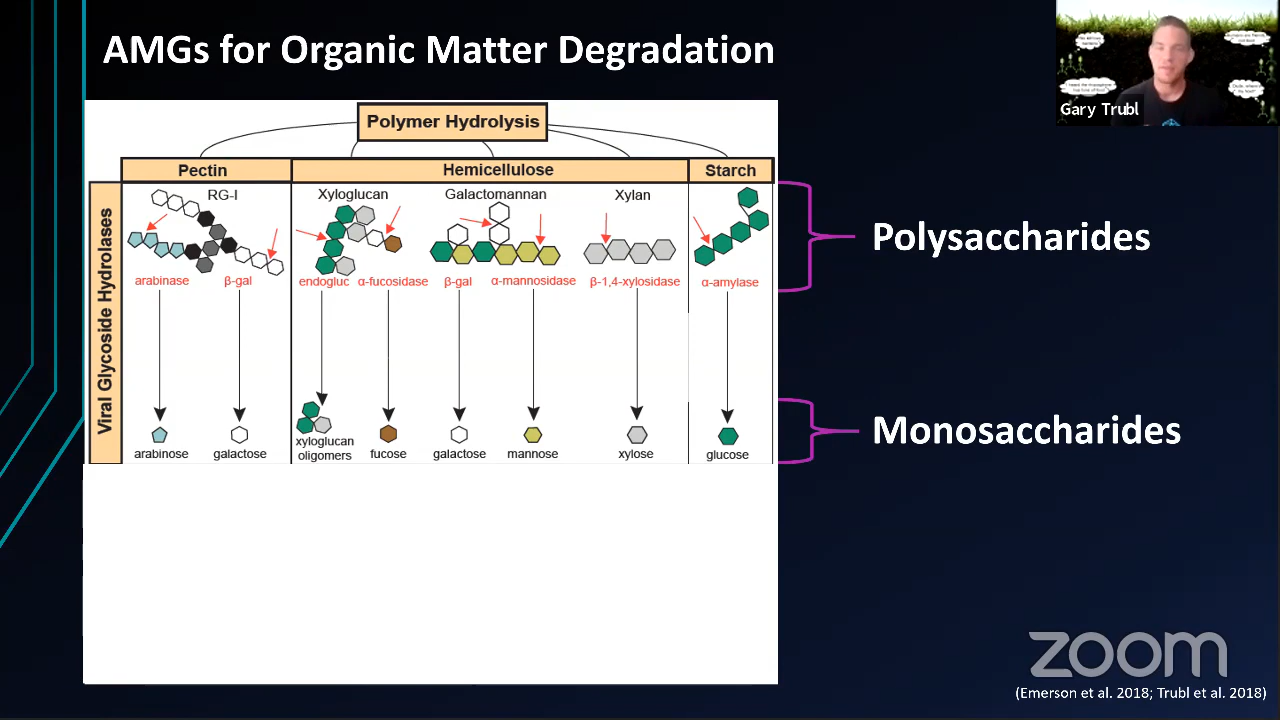 AMGs for Organic Matter Degradation
Gary Trubl
Polymer Hydrolysis
Pectin
Hemicellulose
Starch
Viral Glycoside Hydrolases
RG-I
Xyloglucan
Galactomannan
Xylan
arabinase
β-gal
endogluc
α-fucosidase
β-gal
α-mannosidase
β-1,4-xylosidase
α-amylase
Polysaccharides
arabinose
galactose
xyloglucan
oligomers
fucose
galactose
mannose
xylose
glucose
Monosaccharides
zoom
(Emerson et al. 2018; Trubl et al. 2018)